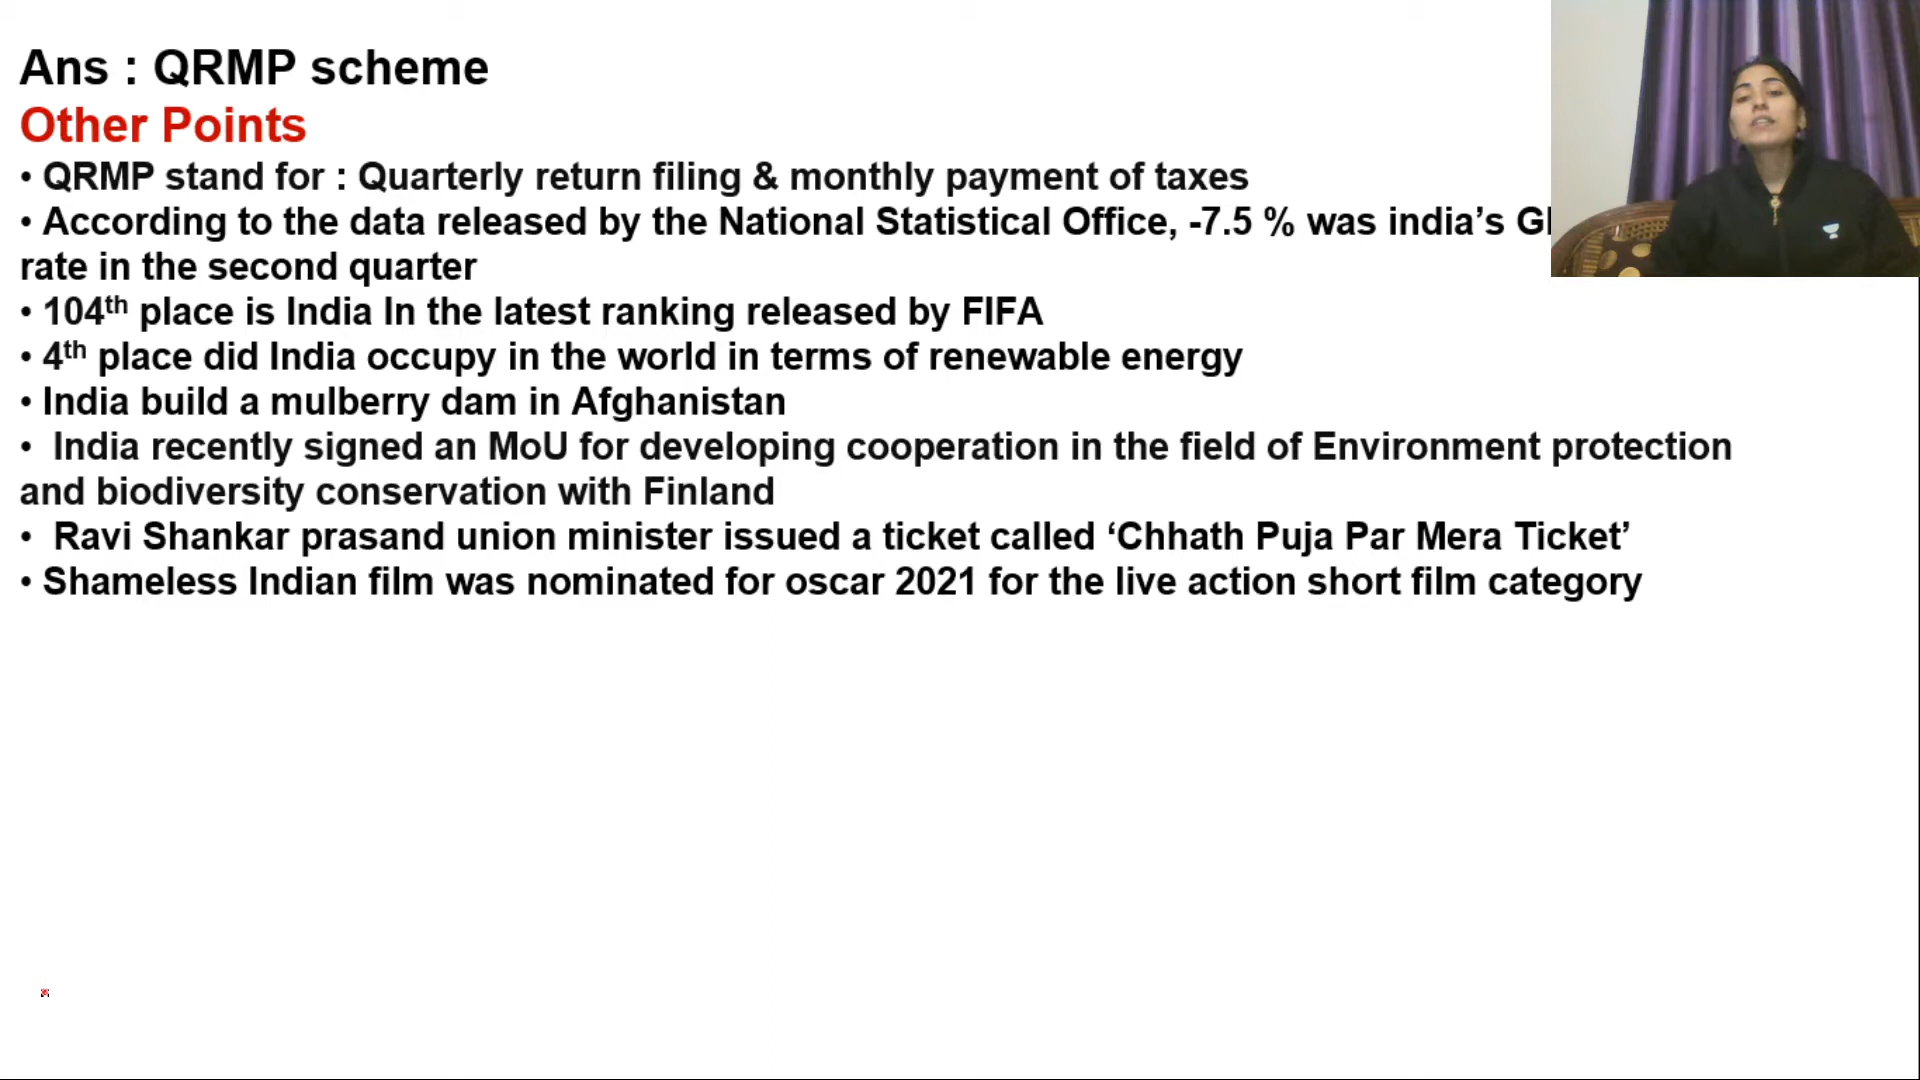 Ans : QRMP scheme
Other Points
• QRMP stand for : Quarterly return filing & monthly payment of taxes
• According to the data released by the National Statistical Office, -7.5 % was india’s
rate in the second quarter
• 104th place is India In the latest ranking released by FIFA
• 4th place did India occupy in the world in terms of renewable energy
• India build a mulberry dam in Afghanistan
• India recently signed an MoU for developing cooperation in the field of Environment protection
and biodiversity conservation with Finland
• Ravi Shankar prasand union minister issued a ticket called ‘Chhath Puja Par Mera Ticket’
• Shameless Indian film was nominated for oscar 2021 for the live action short film category